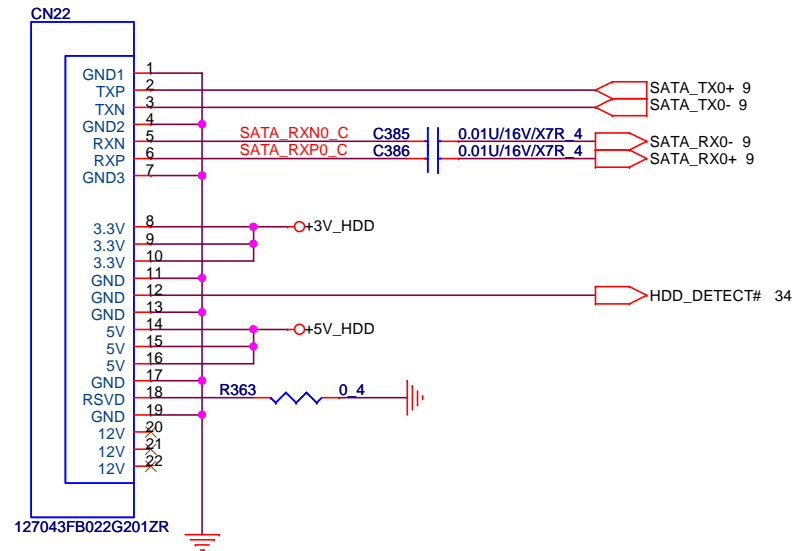 CN22
GND1 1
TXP 2 SATA_TX0+ 9
TXN 3 SATA_TX0- 9
GND2 4
RXN 5 SATA_RXN0_C C385 0.01U/16V/X7R_4 SATA_RX0- 9
RXP 6 SATA_RXP0_C C386 0.01U/16V/X7R_4 SATA_RX0+ 9
GND3 7
3.3V 8 +3V_HDD
3.3V 9
3.3V 10
GND 11
GND 12 HDD_DETECT# 34
GND 13
5V 14 +5V_HDD
5V 15
5V 16
GND 17
RSVD 18 R363 0_4
GND 19
12V 20
12V 21
12V 22
127043FB022G201ZR